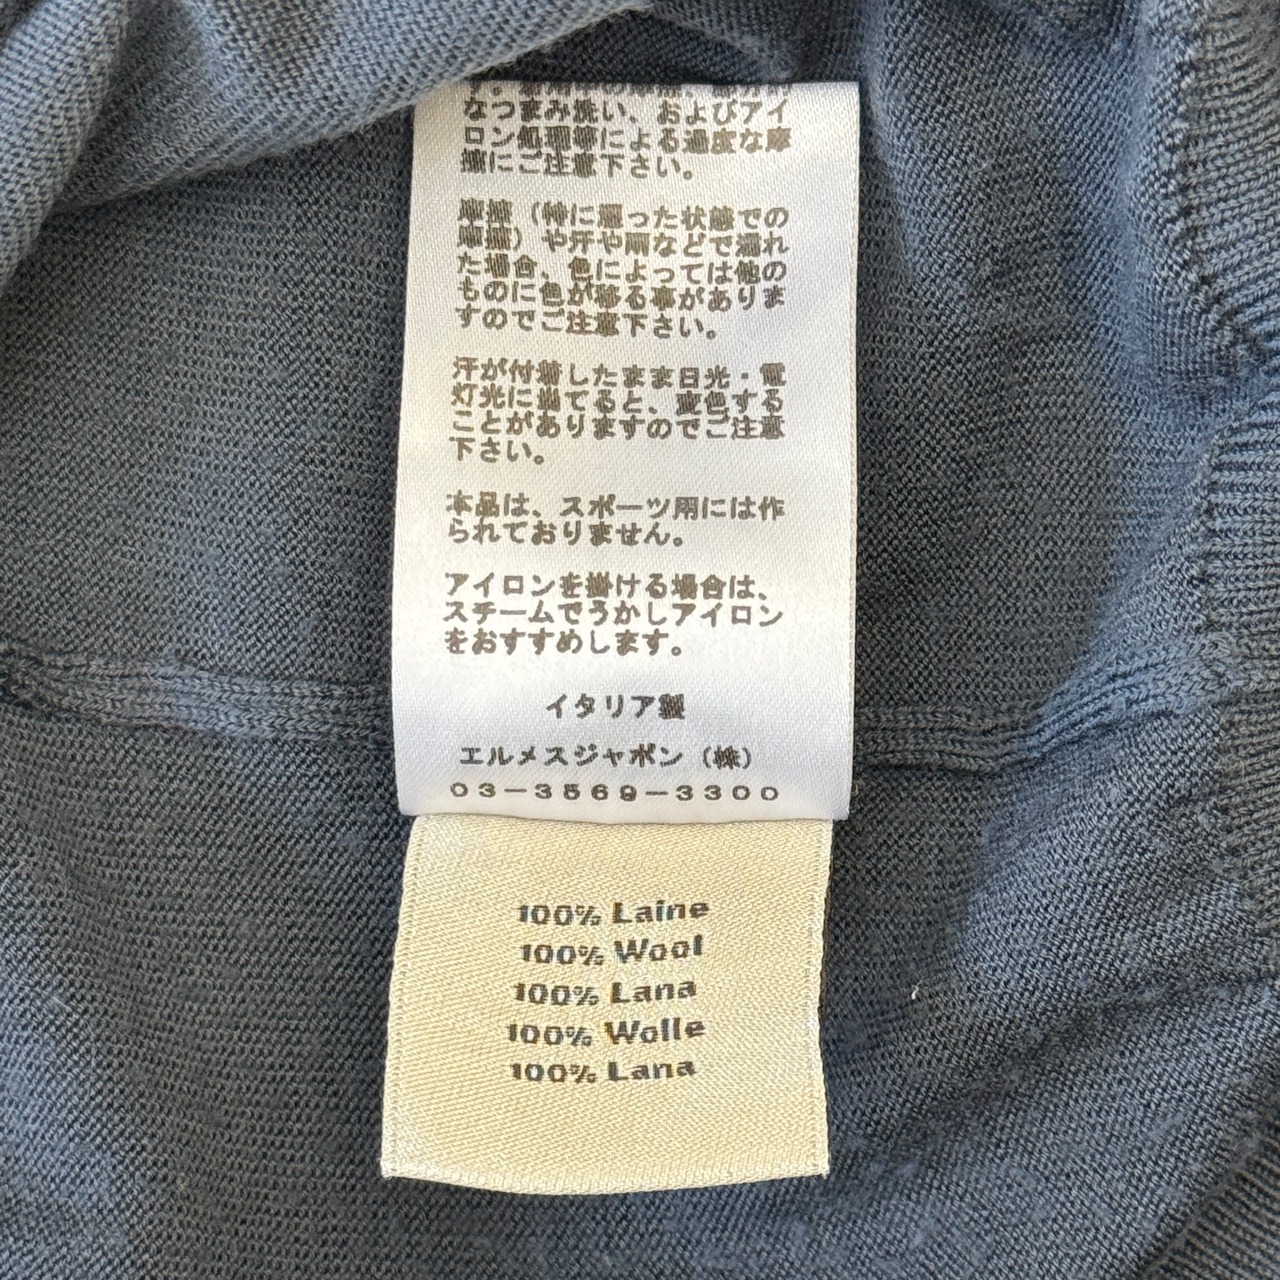 なつまみ洗い、およびアイ
ロン処理等による過度な摩
擦にご注意下さい。
摩擦（特に湿った状態での
摩擦）や汗や雨などで濡れ
た場合、色によっては他の
ものに色が移る事がありま
すのでご注意下さい。
汗が付着したまま日光・電
灯光に当てると、変色する
ことがありますのでご注意
下さい。
本品は、スポーツ用には作
られておりません。
アイロンを掛ける場合は、
スチームでうかしアイロン
をおすすめします。
イタリア製
エルメスジャポン（株）
03－3569－3300
100% Laine
100% Wool
100% Lana
100% Wolle
100% Lana